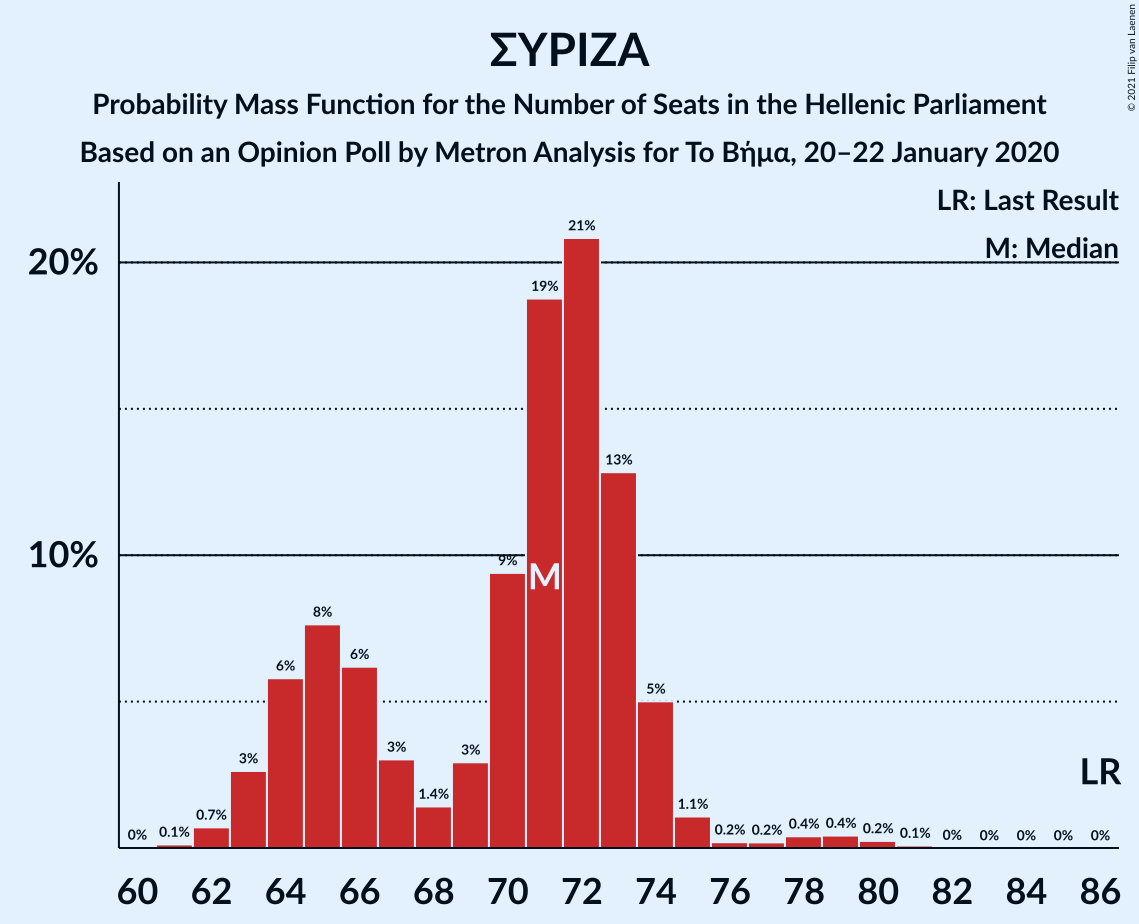 ΣΥΡΙΖΑ
Probability Mass Function for the Number of Seats in the Hellenic Parliament
Based on an Opinion Poll by Metron Analysis for Το Βήμα, 20–22 January 2020
© 2021 Filip van Laenen
LR: Last Result
M: Median
20%
10%
0% 0.1% 0.7% 3% 6% 8% 6% 3% 1.4% 3% 9% 19% 21% 13% 5% 1.1% 0.2% 0.2% 0.4% 0.4% 0.2% 0.1% 0% 0% 0% 0% 0%
M
LR
60 62 64 66 68 70 72 74 76 78 80 82 84 86